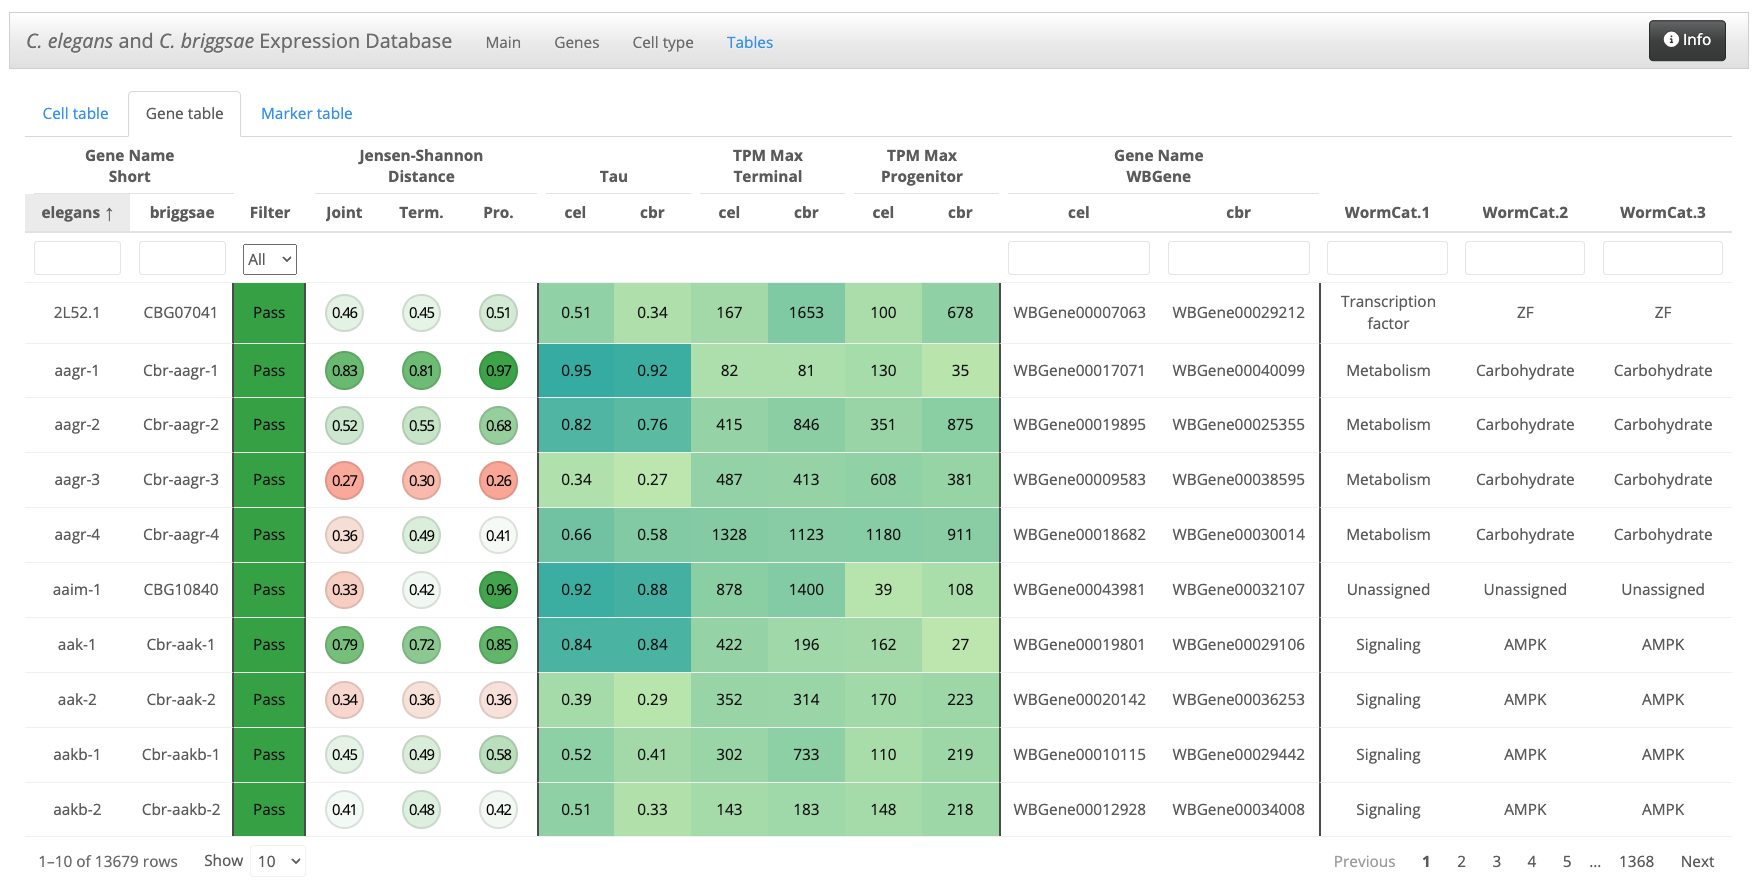 C. elegans and C. briggsae Expression Database Main Genes Cell type Tables Info
Cell table Gene table Marker table
Gene Name Short Jensen-Shannon Distance Tau TPM Max Terminal TPM Max Progenitor Gene Name WBGene
elegans ↑ briggsae Filter Joint Term. Pro. cel cbr cel cbr cel cbr cel cbr WormCat.1 WormCat.2 WormCat.3
All
2L52.1 CBG07041 Pass 0.46 0.45 0.51 0.51 0.34 167 1653 100 678 WBGene00007063 WBGene00029212 Transcription factor ZF ZF
aagr-1 Cbr-aagr-1 Pass 0.83 0.81 0.97 0.95 0.92 82 81 130 35 WBGene00017071 WBGene00040099 Metabolism Carbohydrate Carbohydrate
aagr-2 Cbr-aagr-2 Pass 0.52 0.55 0.68 0.82 0.76 415 846 351 875 WBGene00019895 WBGene00025355 Metabolism Carbohydrate Carbohydrate
aagr-3 Cbr-aagr-3 Pass 0.27 0.30 0.26 0.34 0.27 487 413 608 381 WBGene00009583 WBGene00038595 Metabolism Carbohydrate Carbohydrate
aagr-4 Cbr-aagr-4 Pass 0.36 0.49 0.41 0.66 0.58 1328 1123 1180 911 WBGene00018682 WBGene00030014 Metabolism Carbohydrate Carbohydrate
aaim-1 CBG10840 Pass 0.33 0.42 0.96 0.92 0.88 878 1400 39 108 WBGene00043981 WBGene00032107 Unassigned Unassigned Unassigned
aak-1 Cbr-aak-1 Pass 0.79 0.72 0.85 0.84 0.84 422 196 162 27 WBGene00019801 WBGene00029106 Signaling AMPK AMPK
aak-2 Cbr-aak-2 Pass 0.34 0.36 0.36 0.39 0.29 352 314 170 223 WBGene00020142 WBGene00036253 Signaling AMPK AMPK
aakb-1 Cbr-aakb-1 Pass 0.45 0.49 0.58 0.52 0.41 302 733 110 219 WBGene00010115 WBGene00029442 Signaling AMPK AMPK
aakb-2 Cbr-aakb-2 Pass 0.41 0.48 0.42 0.51 0.33 143 183 148 218 WBGene00012928 WBGene00034008 Signaling AMPK AMPK
1–10 of 13679 rows Show 10 Previous 1 2 3 4 5 ... 1368 Next